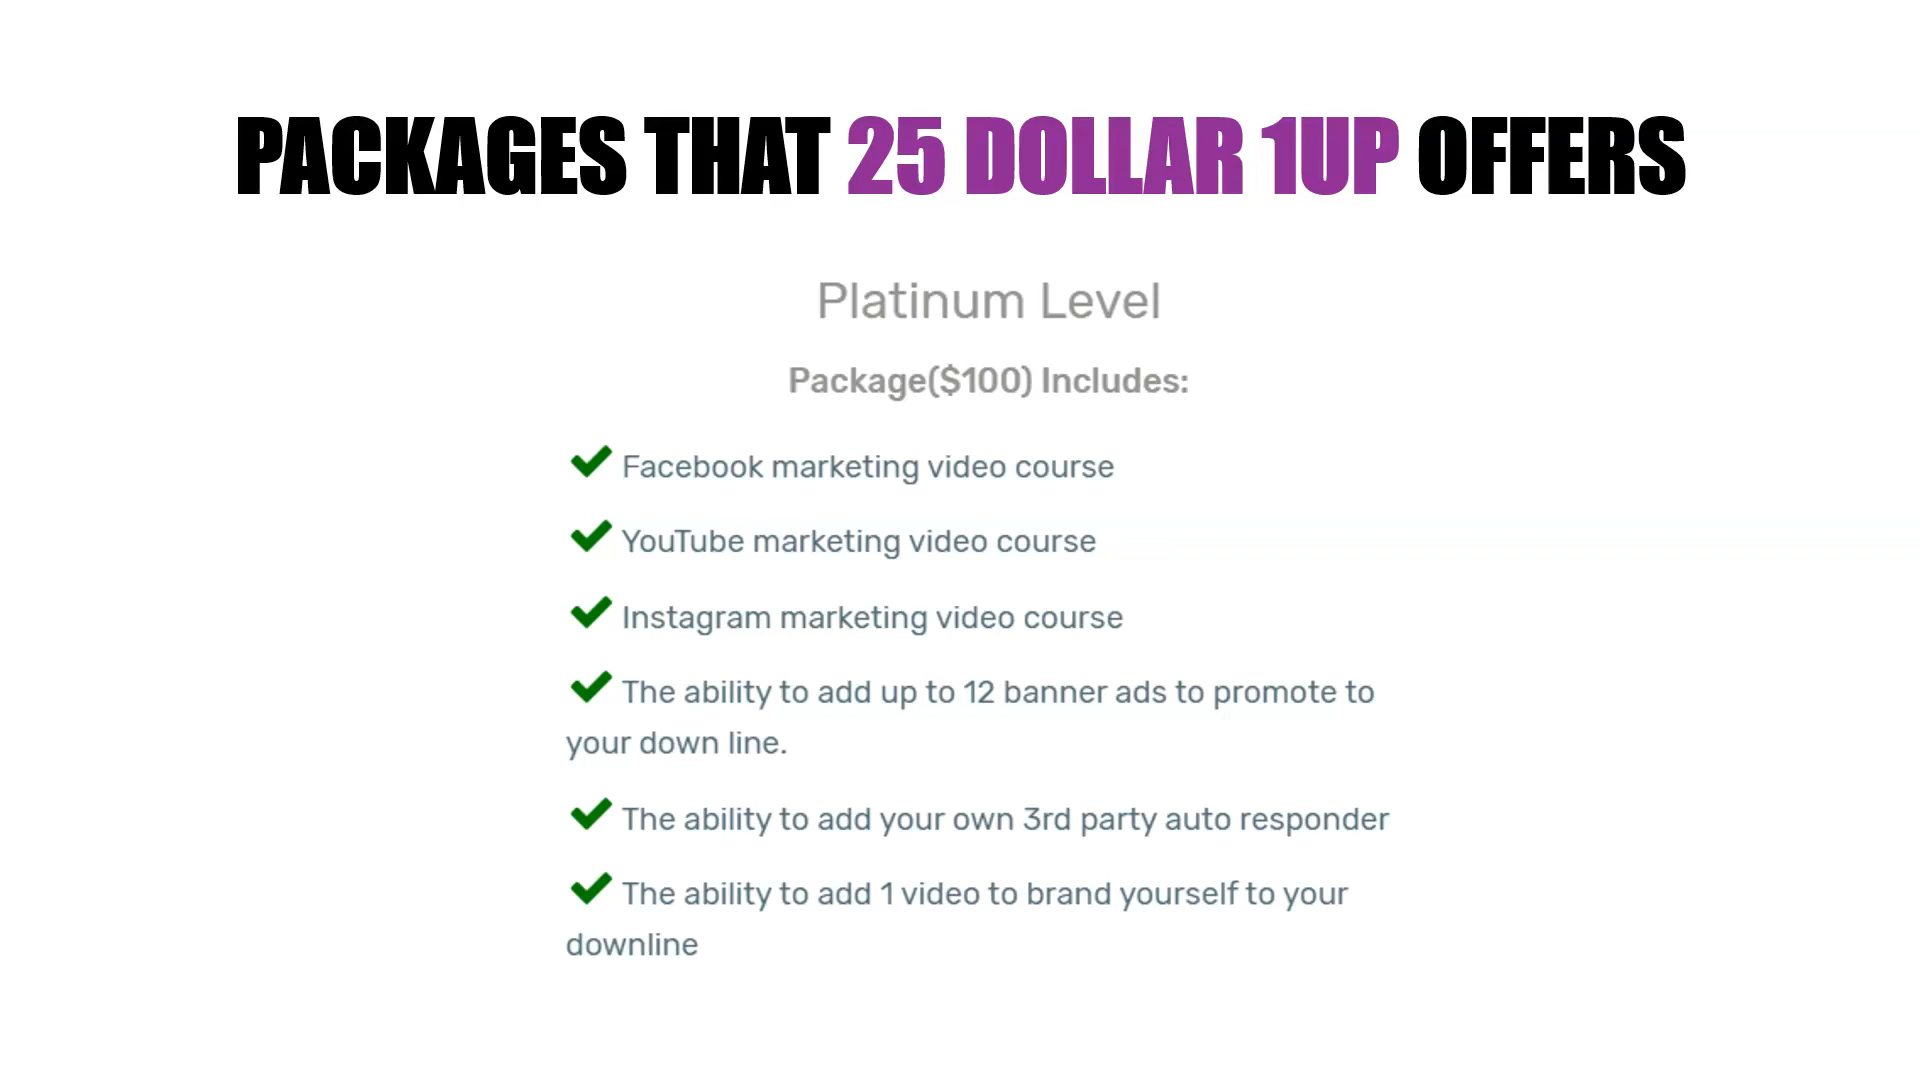 PACKAGES THAT 25 DOLLAR 1UP OFFERS
Platinum Level
Package($100) Includes:
Facebook marketing video course
YouTube marketing video course
Instagram marketing video course
The ability to add up to 12 banner ads to promote to
your down line.
The ability to add your own 3rd party auto responder
The ability to add 1 video to brand yourself to your
downline